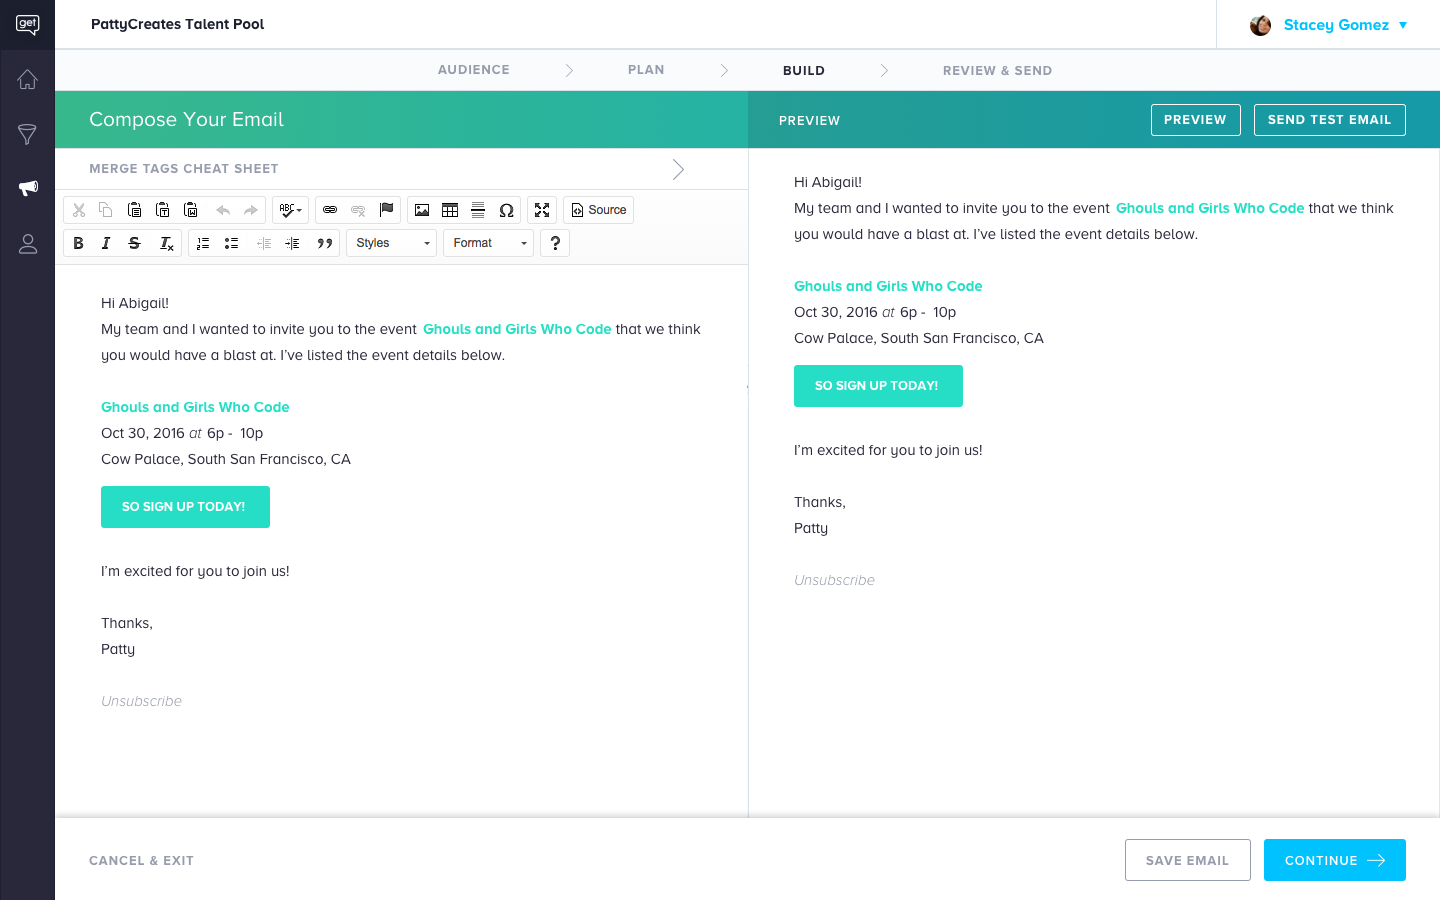 get
PattyCreates Talent Pool
Stacey Gomez
AUDIENCE
PLAN
BUILD
REVIEW & SEND
Compose Your Email
PREVIEW
PREVIEW
SEND TEST EMAIL
MERGE TAGS CHEAT SHEET
ABC
Source
Styles
Format
?
Hi Abigail!
My team and I wanted to invite you to the event Ghouls and Girls Who Code that we think
you would have a blast at. I've listed the event details below.
Ghouls and Girls Who Code
Oct 30, 2016 at 6p - 10p
Cow Palace, South San Francisco, CA
SO SIGN UP TODAY!
I'm excited for you to join us!
Thanks,
Patty
Unsubscribe
Hi Abigail!
My team and I wanted to invite you to the event Ghouls and Girls Who Code that we think
you would have a blast at. I've listed the event details below.
Ghouls and Girls Who Code
Oct 30, 2016 at 6p - 10p
Cow Palace, South San Francisco, CA
SO SIGN UP TODAY!
I'm excited for you to join us!
Thanks,
Patty
Unsubscribe
CANCEL & EXIT
SAVE EMAIL
CONTINUE